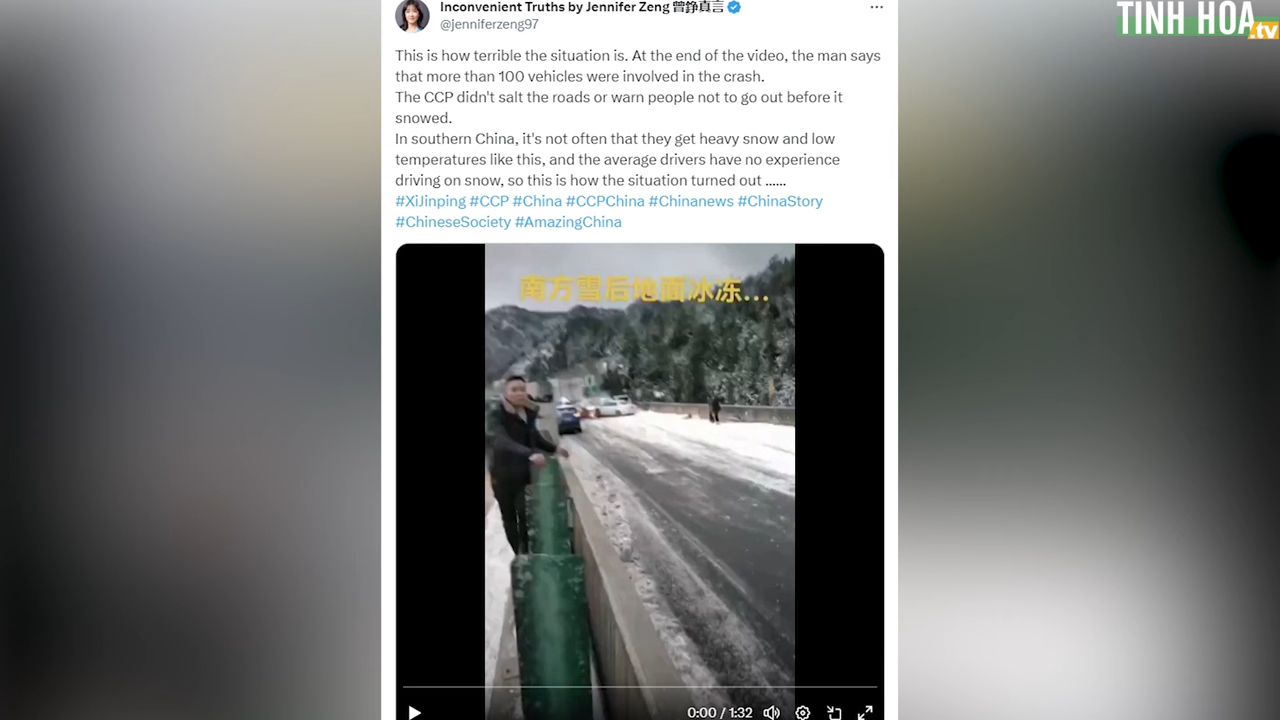 Inconvenient Truths by Jennifer Zeng 曾錚真言
@jenniferzeng97
TINH HOA
.tv
This is how terrible the situation is. At the end of the video, the man says
that more than 100 vehicles were involved in the crash.
The CCP didn't salt the roads or warn people not to go out before it
snowed.
In southern China, it's not often that they get heavy snow and low
temperatures like this, and the average drivers have no experience
driving on snow, so this is how the situation turned out ......
#XiJinping #CCP #China #CCPChina #Chinanews #ChinaStory
#ChineseSociety #AmazingChina
南方雪后地面冰冻...
0:00 / 1:32